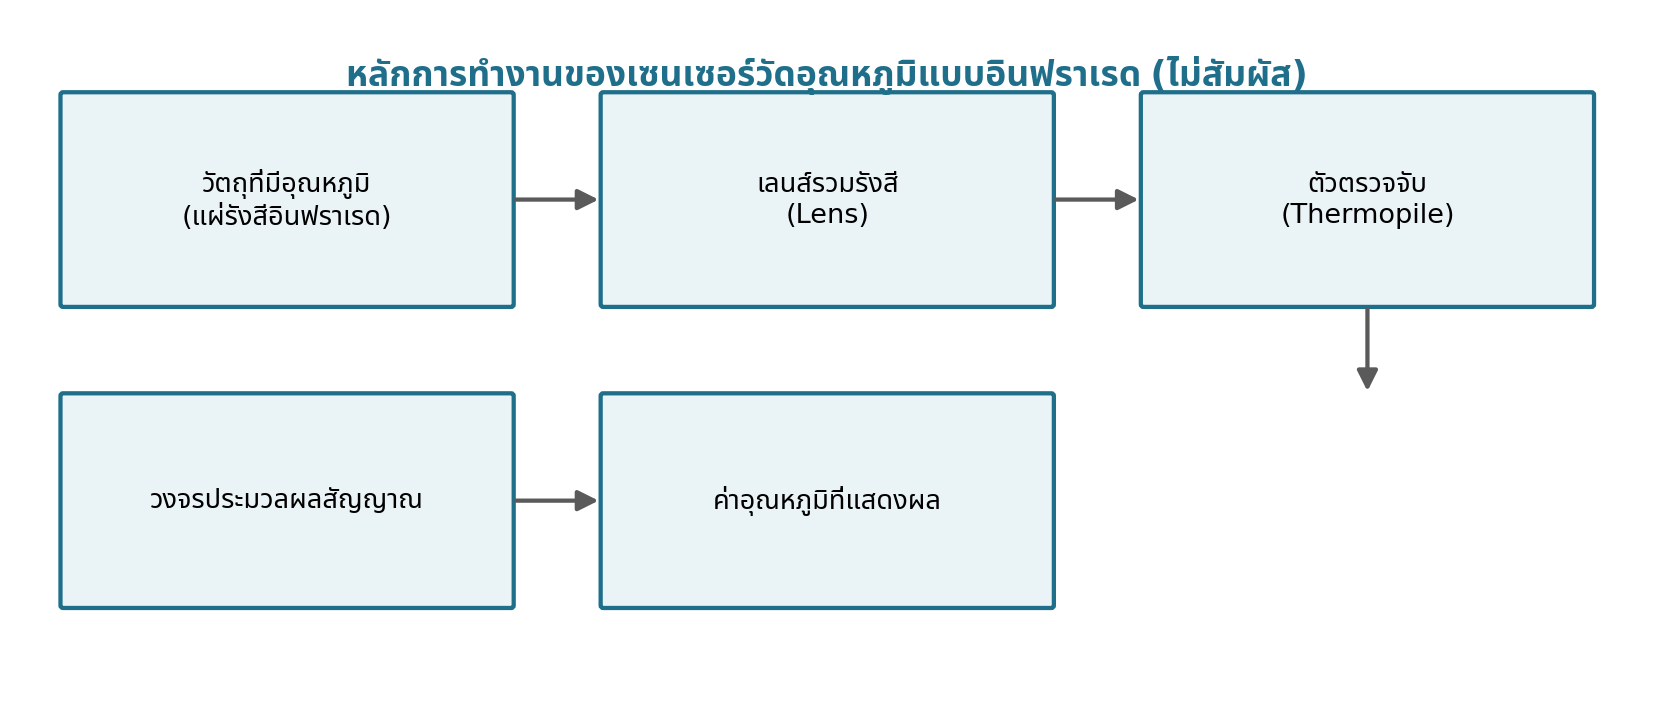 หลักการทำงานของเซนเซอร์วัดอุณหภูมิแบบอินฟราเรด (ไม่สัมผัส)
วัตถุที่มีอุณหภูมิ
(แผ่รังสีอินฟราเรด)
เลนส์รวมรังสี
(Lens)
ตัวตรวจจับ
(Thermopile)
วงจรประมวลผลสัญญาณ
ค่าอุณหภูมิที่แสดงผล